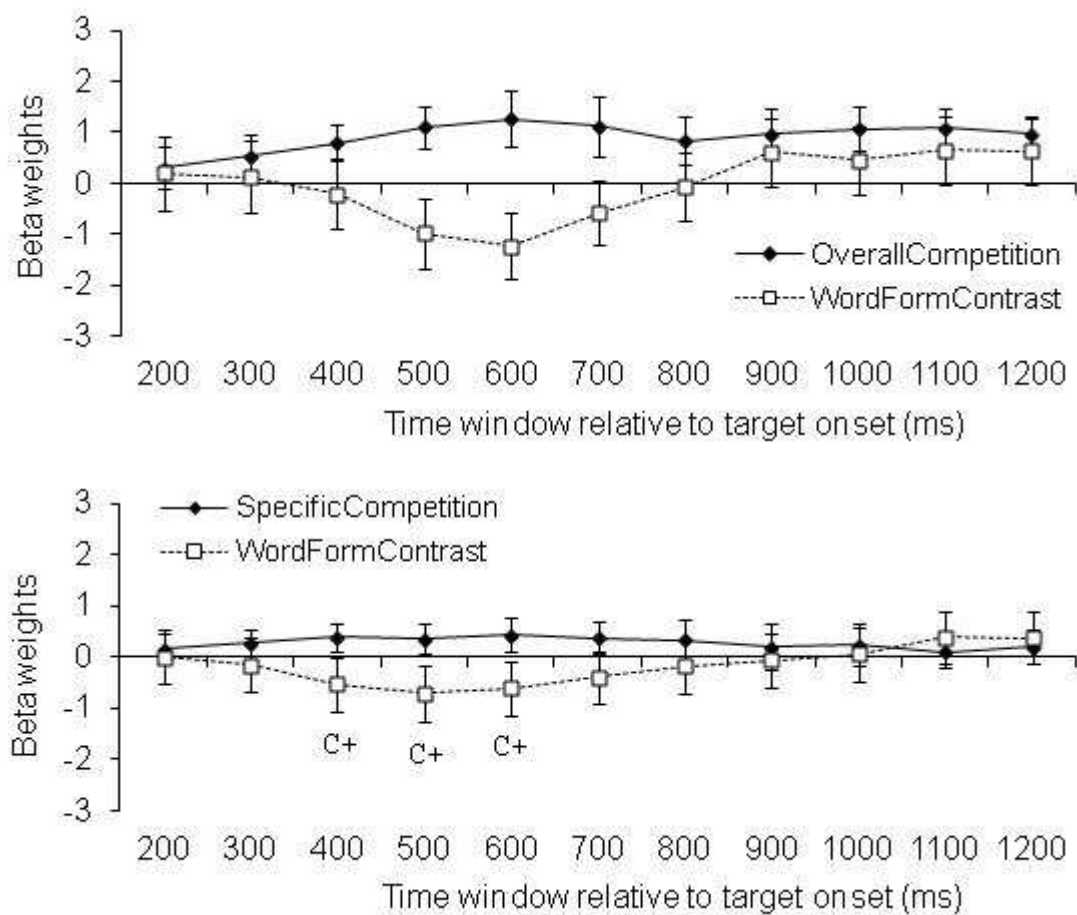 3
2
1
0
-1
-2
-3
Beta weights
OverallCompetition
WordFormContrast
200 300 400 500 600 700 800 900 1000 1100 1200
Time window relative to target onset (ms)
3
2
1
0
-1
-2
-3
Beta weights
SpecificCompetition
WordFormContrast
C+ C+ C+
200 300 400 500 600 700 800 900 1000 1100 1200
Time window relative to target onset (ms)